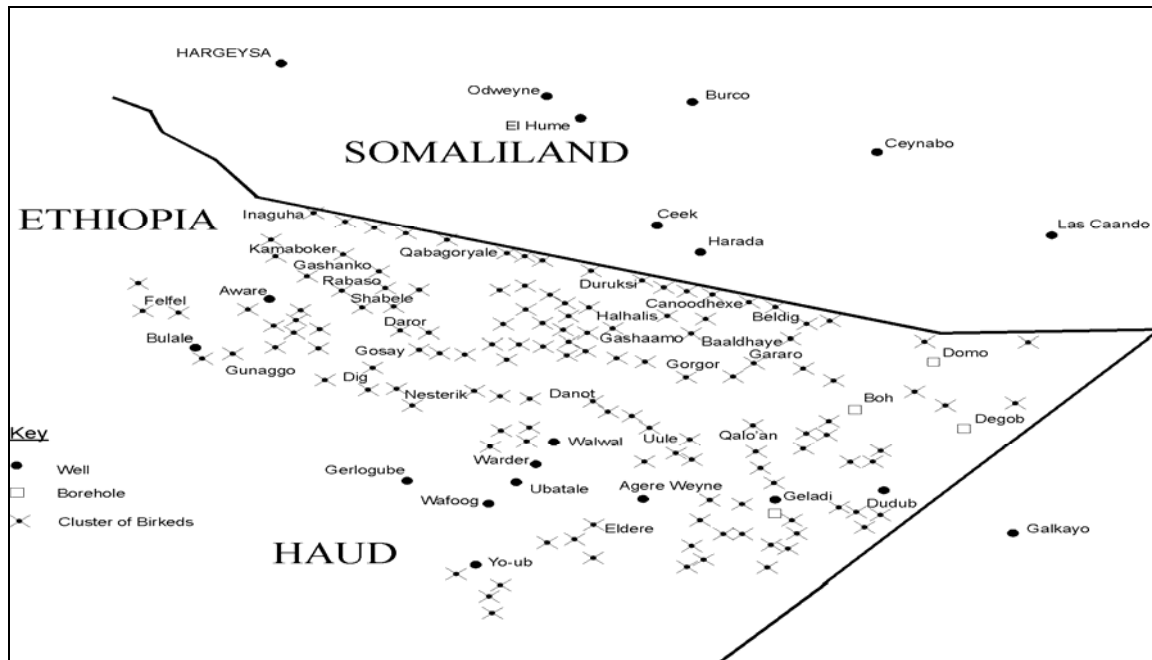 HARGEYSA
Odweyne
Burco
El Hume
SOMALILAND
Ceynabo
ETHIOPIA
Inaguha
Ceek
Las Caando
Kamaboker
Qabagoryale
Harada
Gashanko
Rabaso
Duruksi
Felfel
Aware
Shabele
Canoodhexe
Halhalis
Beldig
Daror
Bulale
Gashaamo
Baaldhaye
Gosay
Gunaggo
Gorgor
Gararo
Domo
Dig
Nesterik
Danot
Boh
Degob
Key
Walwal
Uule
Qalo'an
Well
Warder
Gerlogube
Ubatale
Agere Weyne
Borehole
Wafoog
Geladi
Dudub
Cluster of Birkeds
Eldere
Galkayo
HAUD
Yo-ub